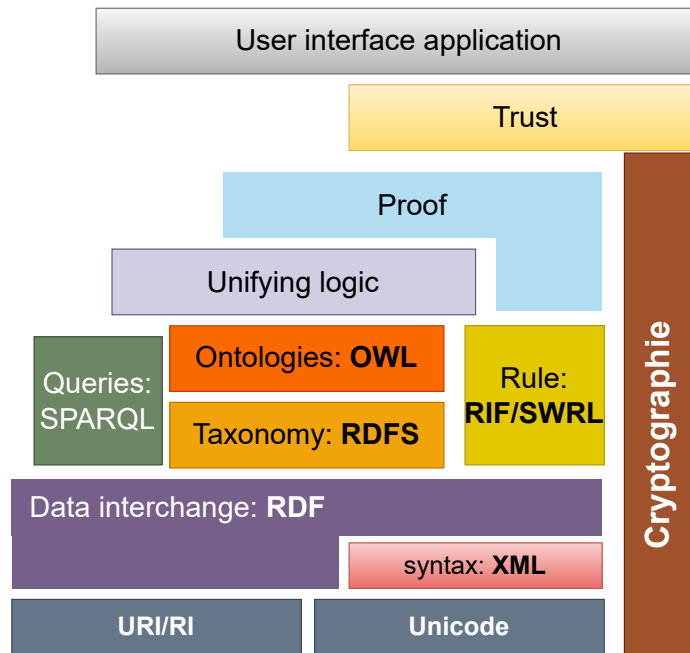 User interface application
Trust
Proof
Unifying logic
Ontologies: OWL
Queries:
SPARQL
Taxonomy: RDFS
Rule:
RIF/SWRL
Cryptographie
Data interchange: RDF
syntax: XML
URI/RI
Unicode